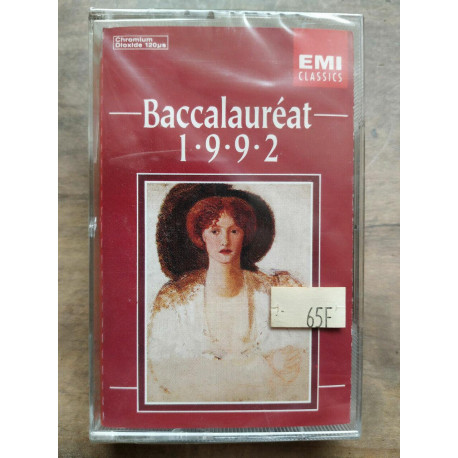 Chromium
Dioxide 120µs
EMI
CLASSICS
Baccalauréat
1·9·9·2
65F